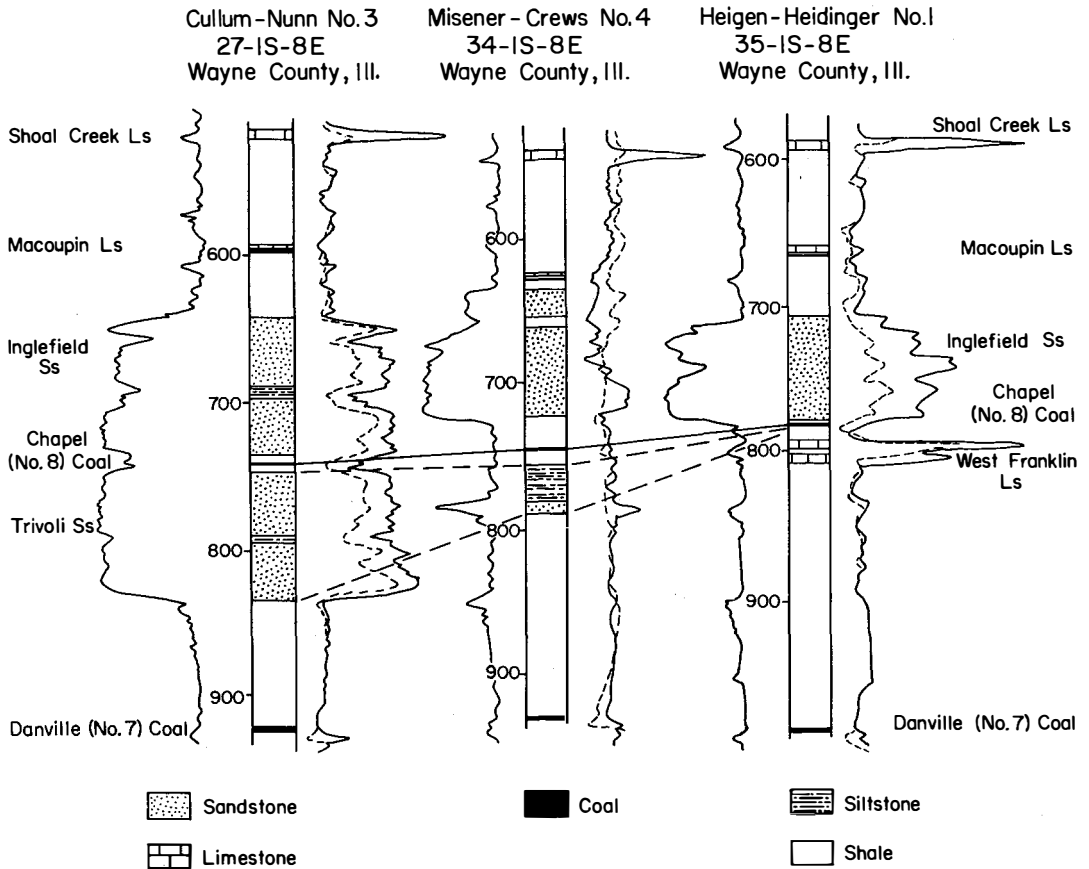 Cullum-Nunn No.3
27-1S-8E
Wayne County, Ill.
Misener-Crews No.4
34-1S-8E
Wayne County, Ill.
Heigen-Heidinger No.1
35-1S-8E
Wayne County, Ill.
Shoal Creek Ls
Macoupin Ls
Inglefield
Ss
Chapel
(No. 8) Coal
Trivoli Ss
Danville (No.7) Coal
600
700
800
900
600
700
800
900
600
700
800
900
Shoal Creek Ls
Macoupin Ls
Inglefield Ss
Chapel
(No. 8) Coal
West Franklin
Ls
Danville (No.7) Coal
Sandstone
Limestone
Coal
Siltstone
Shale